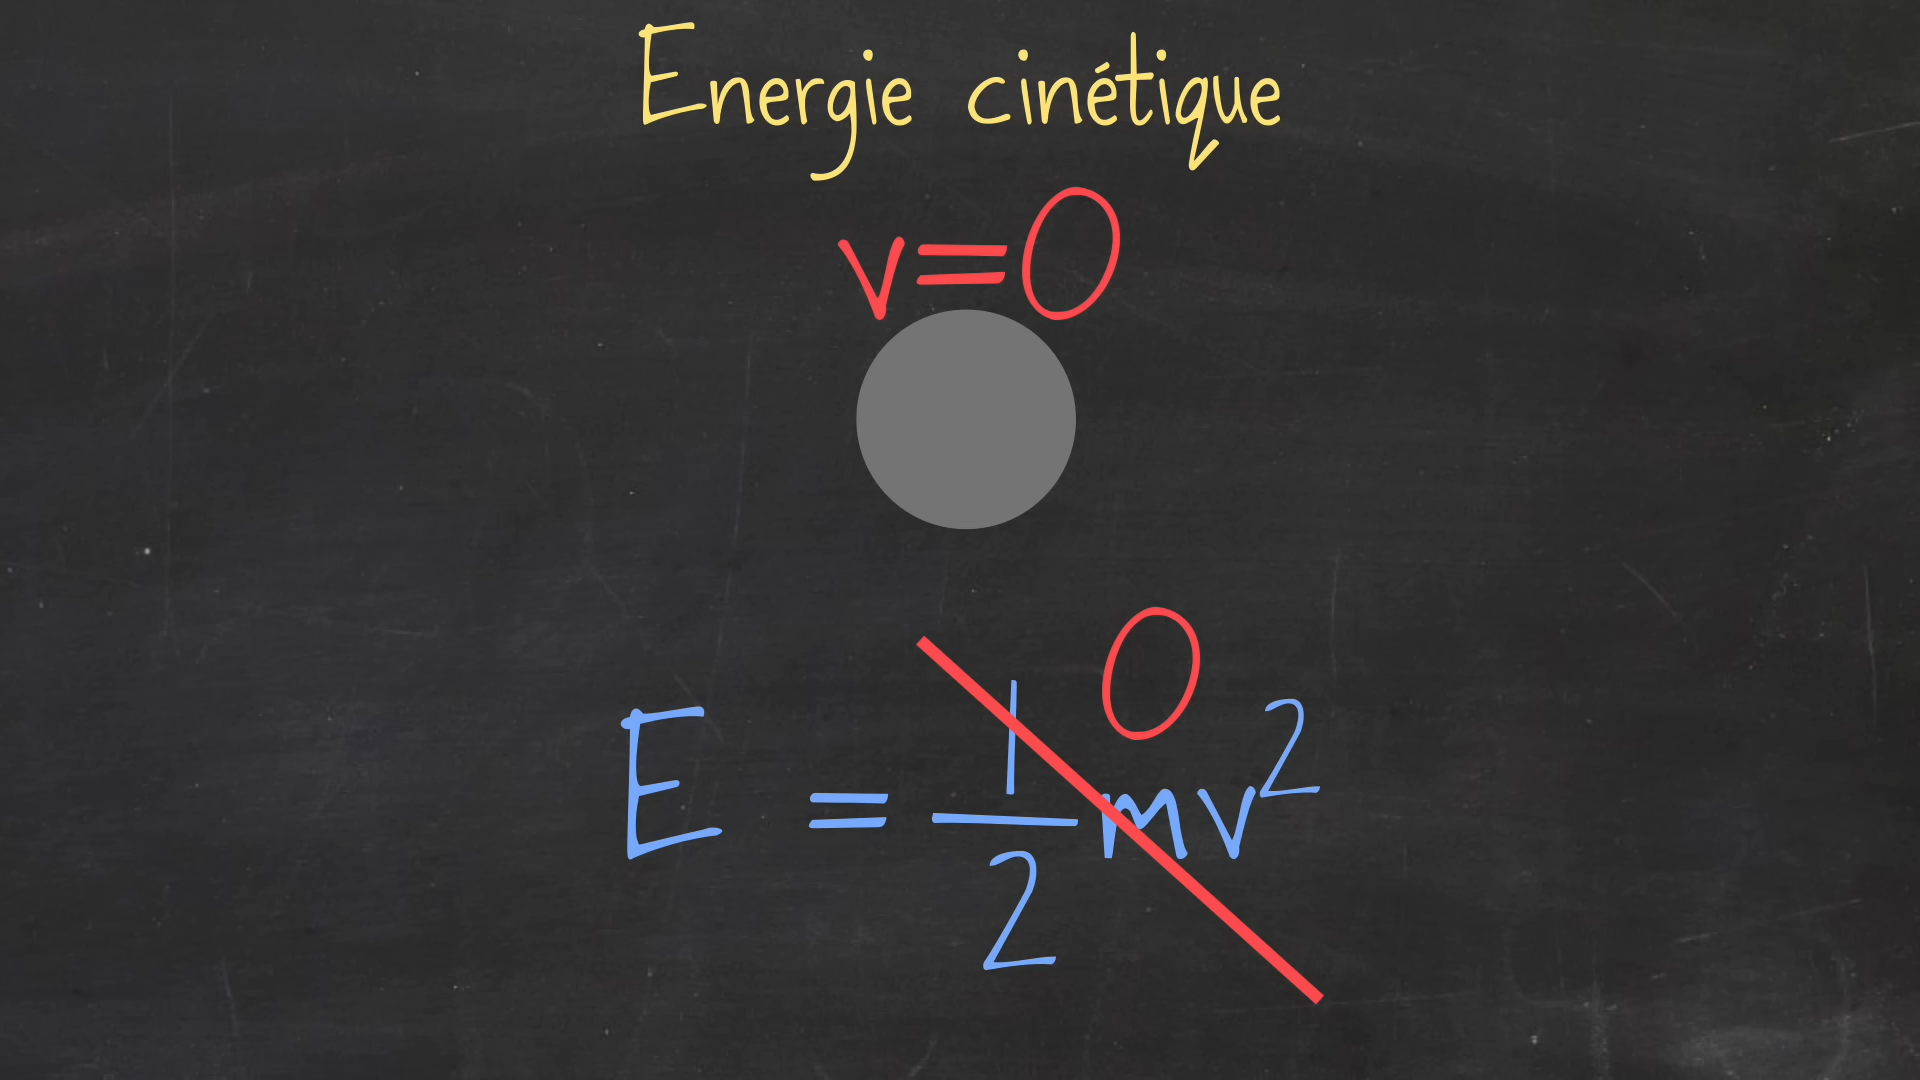 Energie cinétique
v=0
0
E = 1/2 mv²